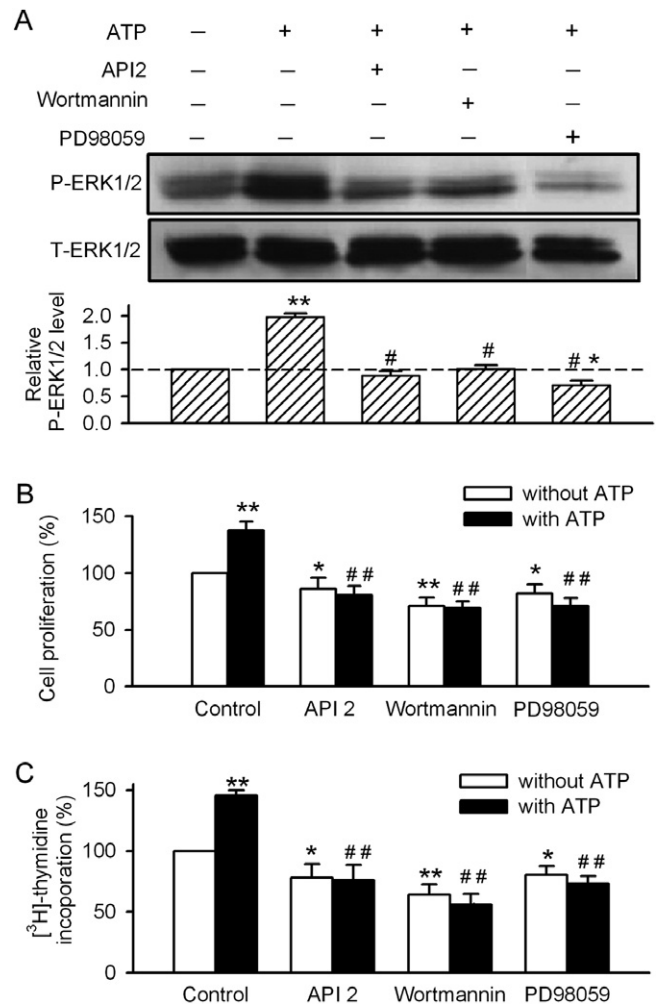 A
ATP – + + + +
API2 – – + – –
Wortmannin – – – + –
PD98059 – – – – +
P-ERK1/2
T-ERK1/2
Relative
P-ERK1/2 level
2.0
1.5
1.0
0.5
0.0
**
#
#
# *
B
Cell proliferation (%)
150
100
50
0
without ATP
with ATP
**
*
# #
**
# #
*
# #
Control API 2 Wortmannin PD98059
C
[³H]-thymidine
incoporation (%)
150
100
50
0
without ATP
with ATP
**
*
# #
**
# #
*
# #
Control API 2 Wortmannin PD98059